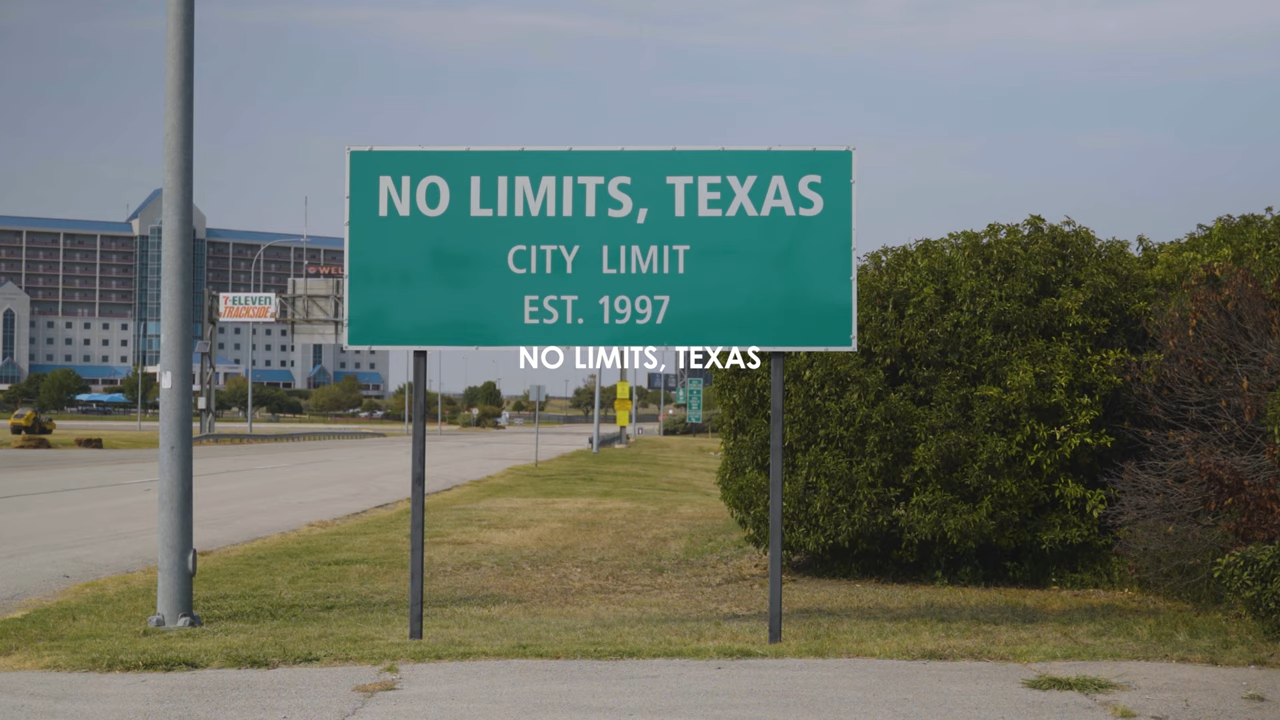 NO LIMITS, TEXAS
CITY LIMIT
EST. 1997
NO LIMITS, TEXAS
7-ELEVEN
TRACKSIDE